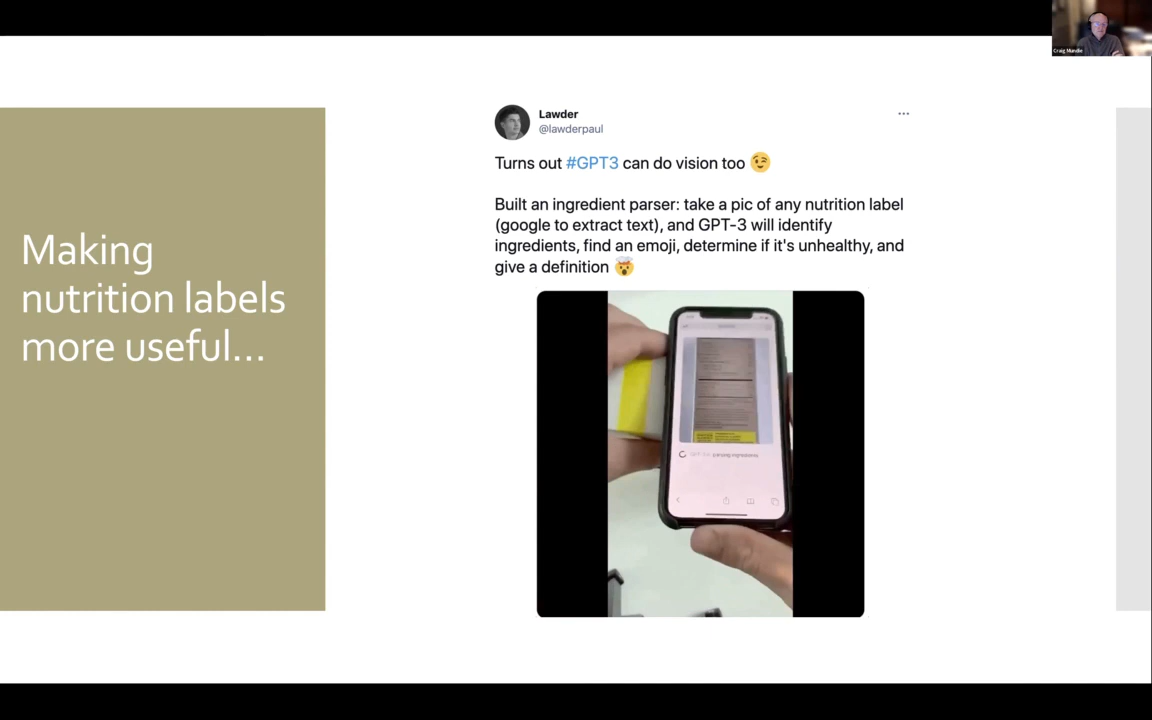 Craig Mundie
Making
nutrition labels
more useful...
Lawder
@lawderpaul
Turns out #GPT3 can do vision too 😉
Built an ingredient parser: take a pic of any nutrition label
(google to extract text), and GPT-3 will identify
ingredients, find an emoji, determine if it's unhealthy, and
give a definition 🤯